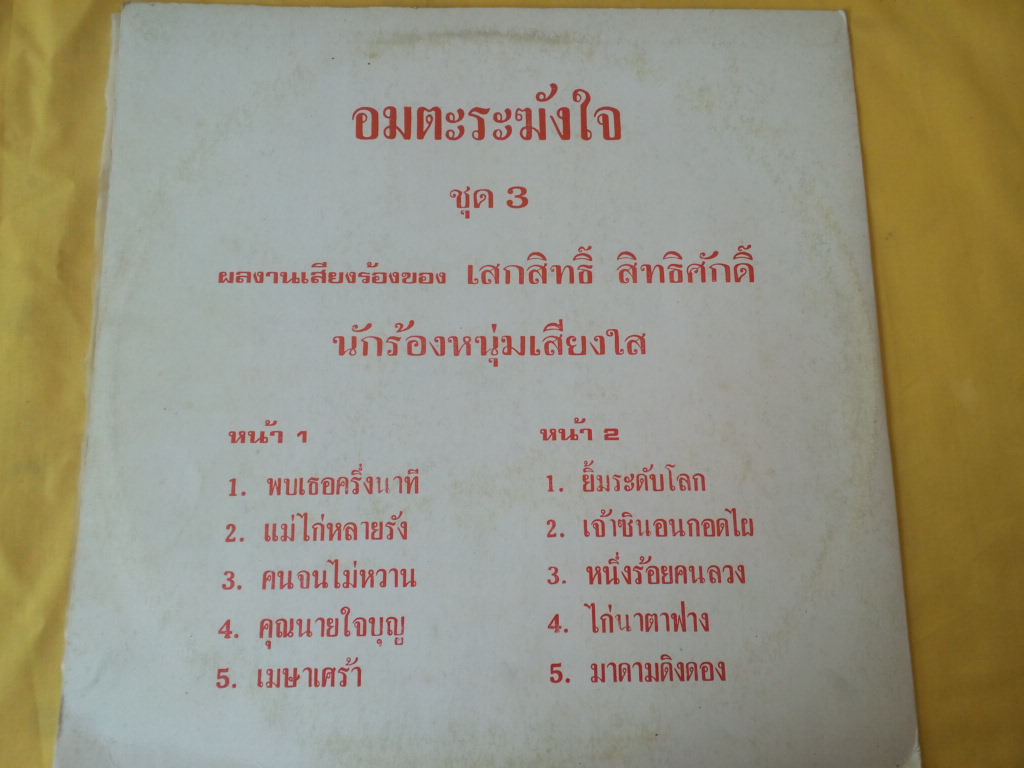 อมตะระฆังใจ
ชุด 3
ผลงานเสียงร้องของ เสกสิทธิ์ สิทธิศักดิ์
นักร้องหนุ่มเสียงใส
หน้า 1
1. พบเธอครึ่งนาที
2. แม่ไก่หลายรัง
3. คนจนไม่หวาน
4. คุณนายใจบุญ
5. เมษาเศร้า
หน้า 2
1. ยิ้มระดับโลก
2. เจ้าชินอนกอดไผ
3. หนึ่งร้อยคนลวง
4. ไก่นาตาฟาง
5. มาดามดิงดอง